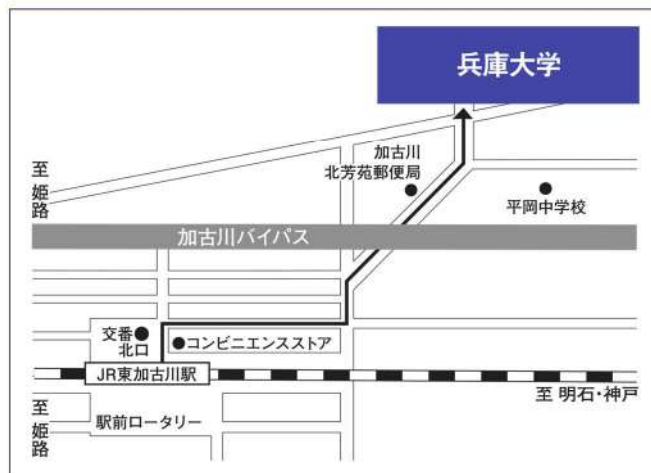 兵庫大学
加古川
北芳苑郵便局
至
姫
路
平岡中学校
加古川バイパス
交番
北口
コンビニエンスストア
JR東加古川駅
至 明石・神戸
至
姫
路
駅前ロータリー